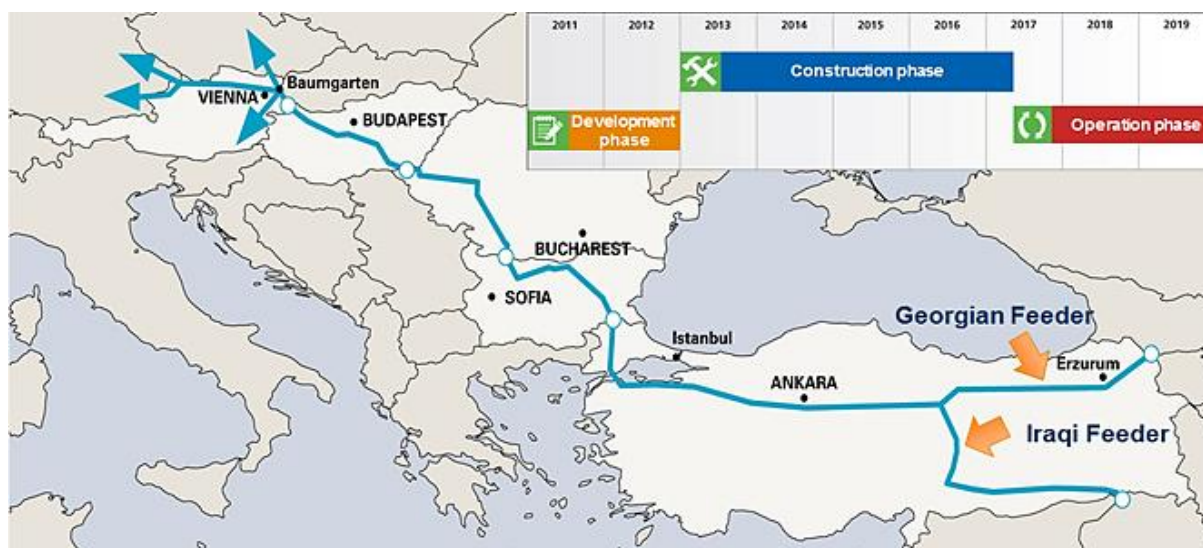 2011 2012 2013 2014 2015 2016 2017 2018 2019
Construction phase
Development
phase
Operation phase
Baumgarten
VIENNA
BUDAPEST
BUCHAREST
SOFIA
Istanbul
ANKARA
Georgian Feeder
Erzurum
Iraqi Feeder